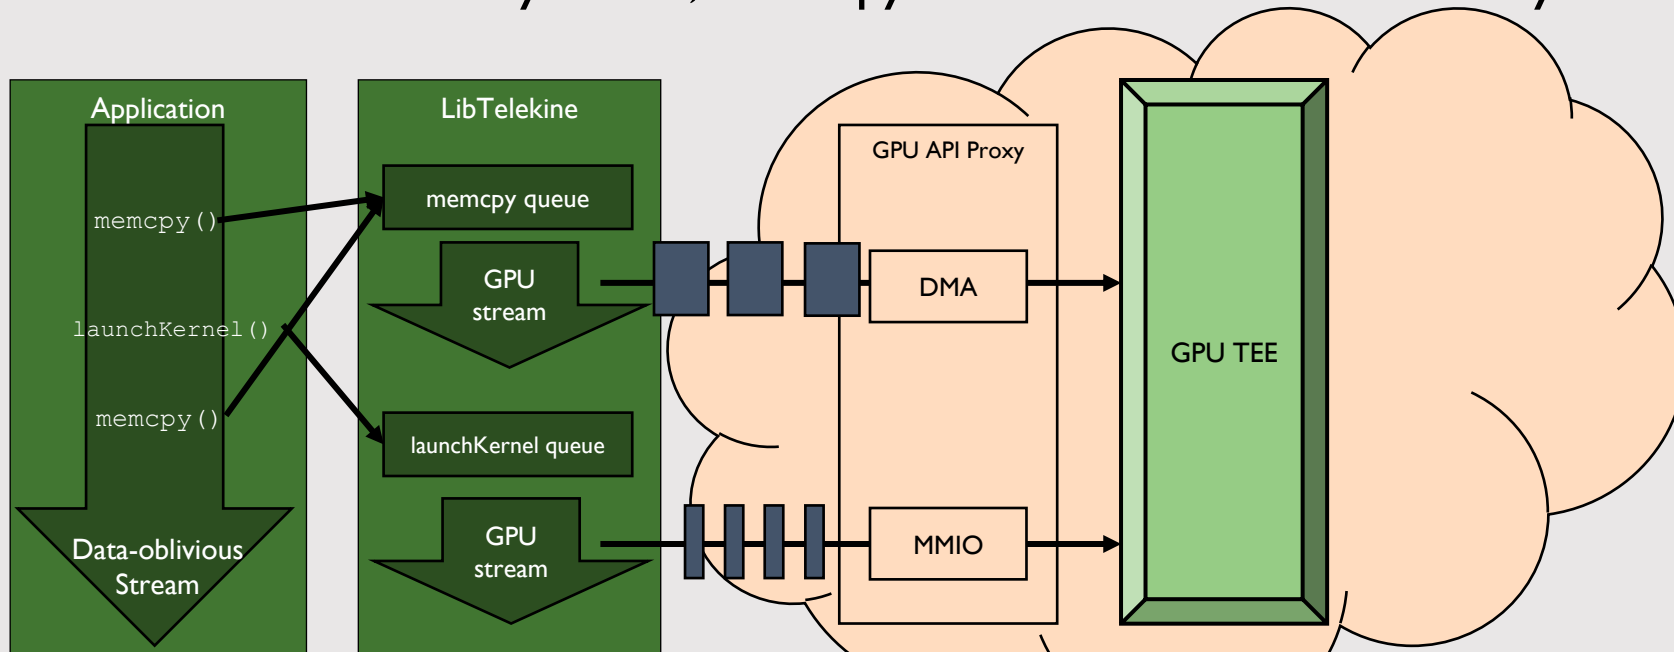 Application
memcpy()
launchKernel()
memcpy()
Data-oblivious
Stream
LibTelekine
memcpy queue
GPU
stream
launchKernel queue
GPU
stream
GPU API Proxy
DMA
MMIO
GPU TEE